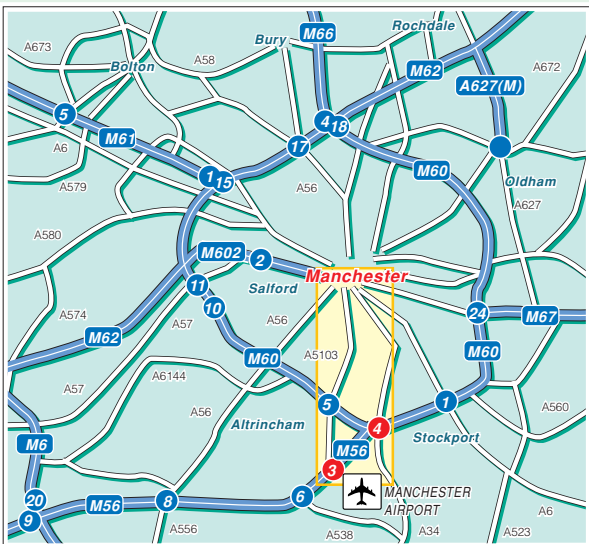 M66
Rochdale
A673
Bury
A58
M62
A672
Bolton
A627(M)
5
4
18
M61
17
M60
A6
1
15
Oldham
A579
A56
A627
A580
M602
2
Manchester
11
Salford
10
A56
24
M67
A574
A57
M62
M60
A5103
M60
A6144
A57
5
1
A56
A560
Altrincham
4
Stockport
M6
M56
3
20
M56
8
6
MANCHESTER
AIRPORT
9
A6
A556
A538
A34
A523